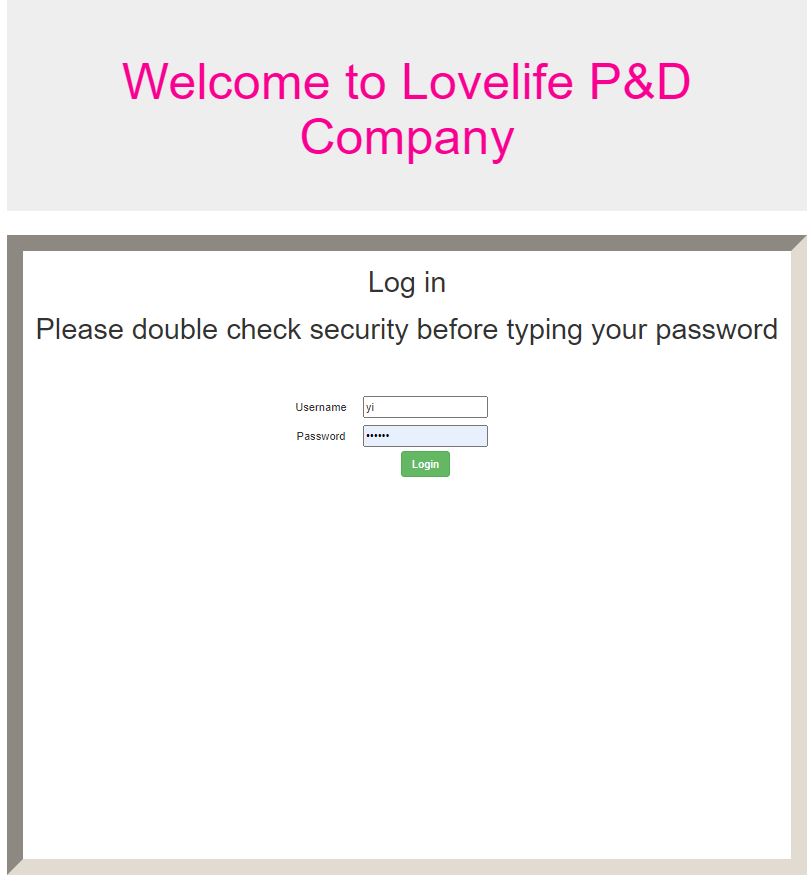 Welcome to Lovelife P&D
Company
Log in
Please double check security before typing your password
Username yi
Password ••••••
Login